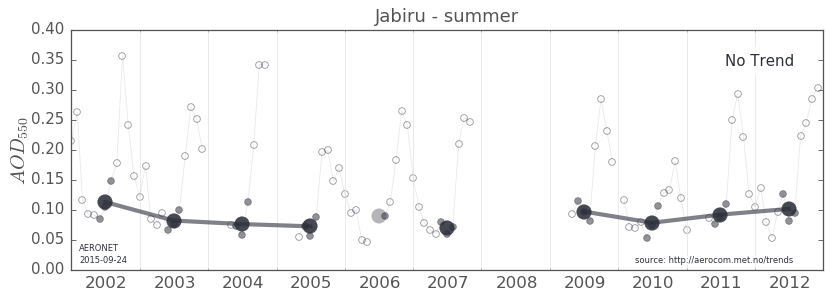 Jabiru - summer
0.40
0.35
0.30
0.25
0.20
0.15
0.10
0.05
0.00
AOD550
No Trend
AERONET
2015-09-24
source: http://aerocom.met.no/trends
2002 2003 2004 2005 2006 2007 2008 2009 2010 2011 2012